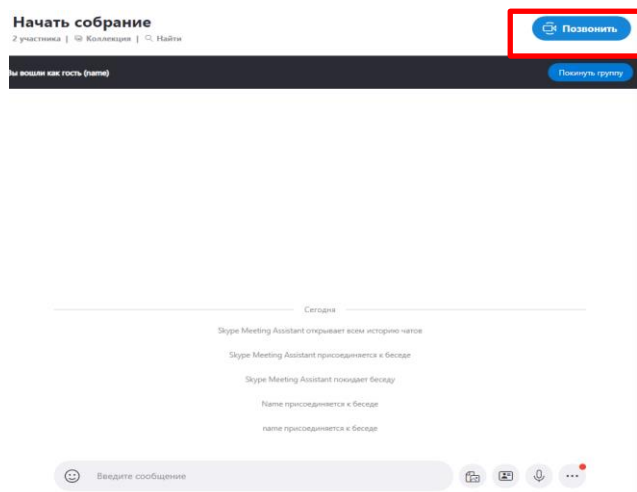 Начать собрание
Позвонить
2 участника | Коллекция | Найти
Вы вошли как гость (name)
Покинуть группу
Сегодня
Skype Meeting Assistant открывает всем историю чатов
Skype Meeting Assistant присоединяется к беседе
Skype Meeting Assistant покидает беседу
Name присоединяется к беседе
name присоединяется к беседе
Введите сообщение